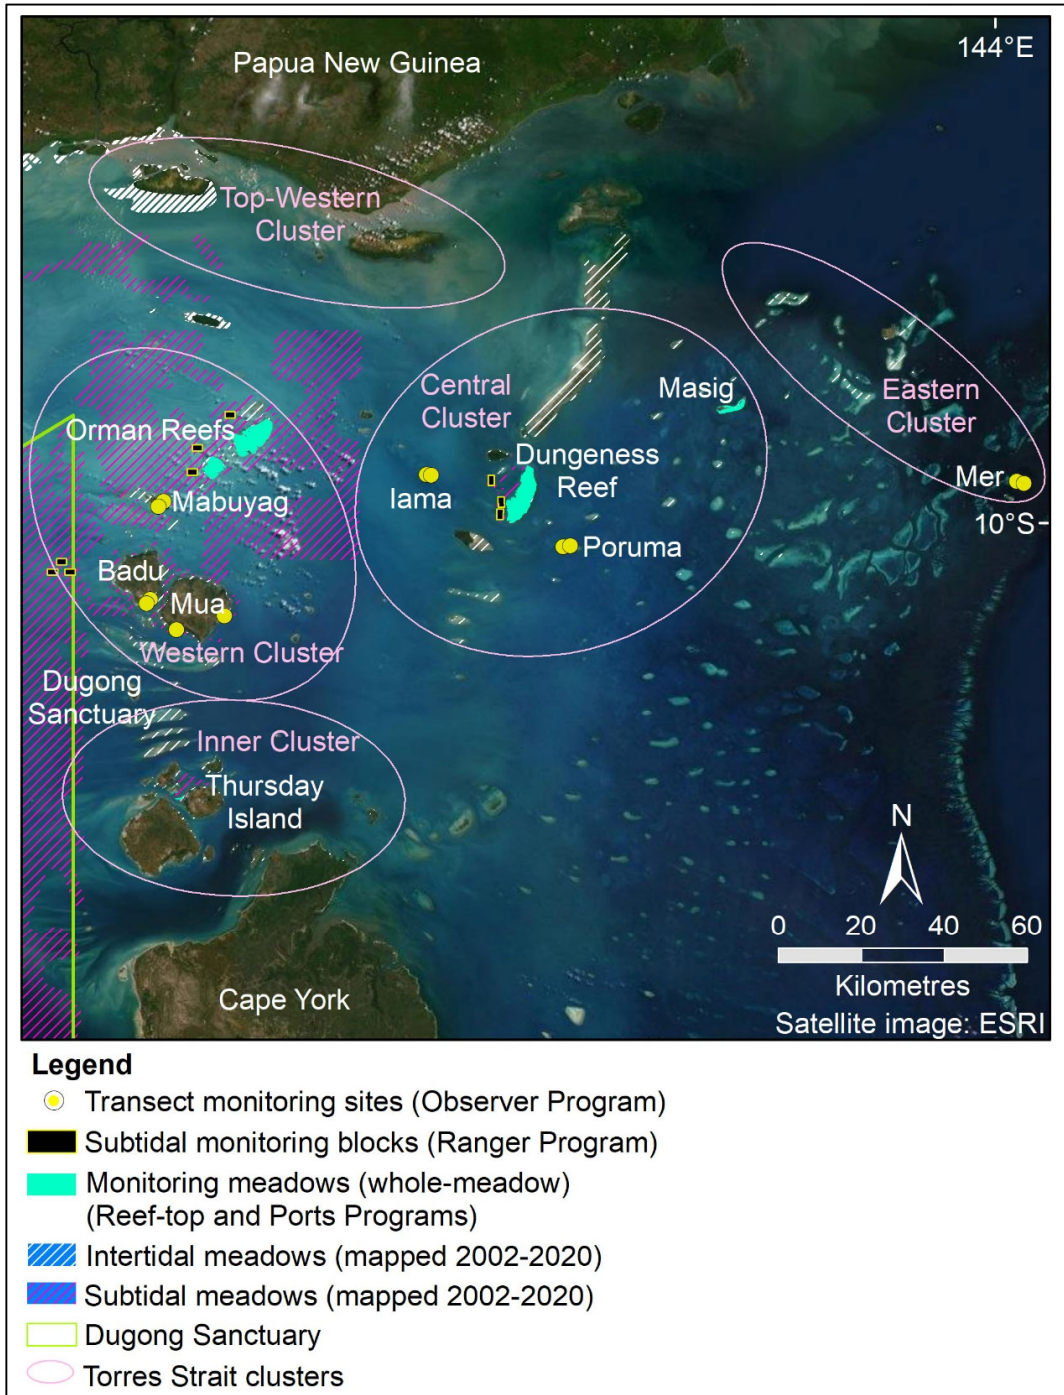 144°E
Papua New Guinea
Top-Western
Cluster
Central
Cluster
Masig
Eastern
Cluster
Orman Reefs
Dungeness
Reef
Mabuyag
Iama
Mer
10°S
Poruma
Badu
Mua
Western Cluster
Dugong
Sanctuary
Inner Cluster
Thursday
Island
N
0 20 40 60
Kilometres
Cape York
Satellite image: ESRI
Legend
Transect monitoring sites (Observer Program)
Subtidal monitoring blocks (Ranger Program)
Monitoring meadows (whole-meadow)
(Reef-top and Ports Programs)
Intertidal meadows (mapped 2002-2020)
Subtidal meadows (mapped 2002-2020)
Dugong Sanctuary
Torres Strait clusters